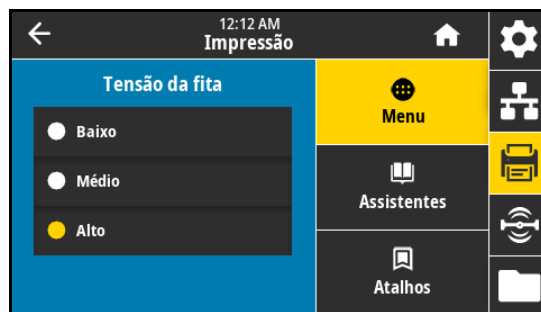 12:12 AM
Impressão
Tensão da fita
Baixo
Médio
Alto
Menu
Assistentes
Atalhos